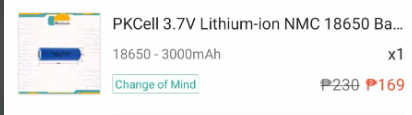 PKCell 3.7V Lithium-ion NMC 18650 Ba...
18650 - 3000mAh
x1
Change of Mind
₱230 ₱169